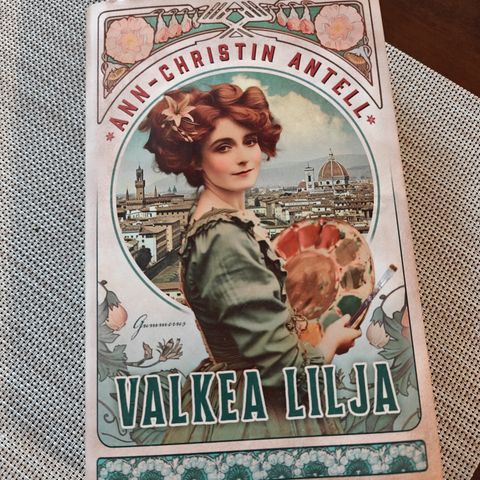 *ANN-CHRISTIN ANTELL*
Gummerus
VALKEA LILJA